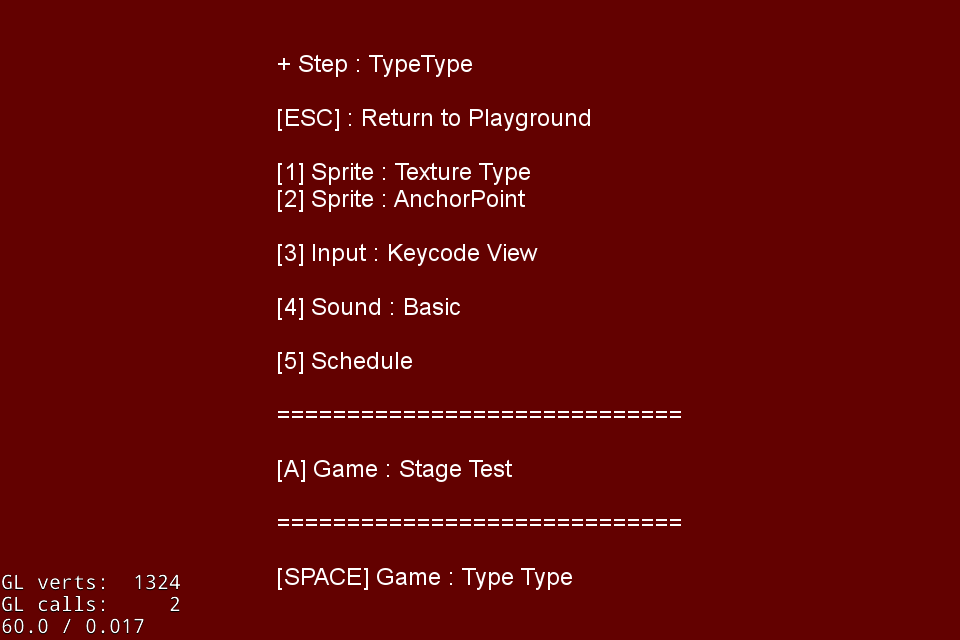 + Step : TypeType
[ESC] : Return to Playground
[1] Sprite : Texture Type
[2] Sprite : AnchorPoint
[3] Input : Keycode View
[4] Sound : Basic
[5] Schedule
=============================
[A] Game : Stage Test
=============================
[SPACE] Game : Type Type
GL verts: 1324
GL calls: 2
60.0 / 0.017